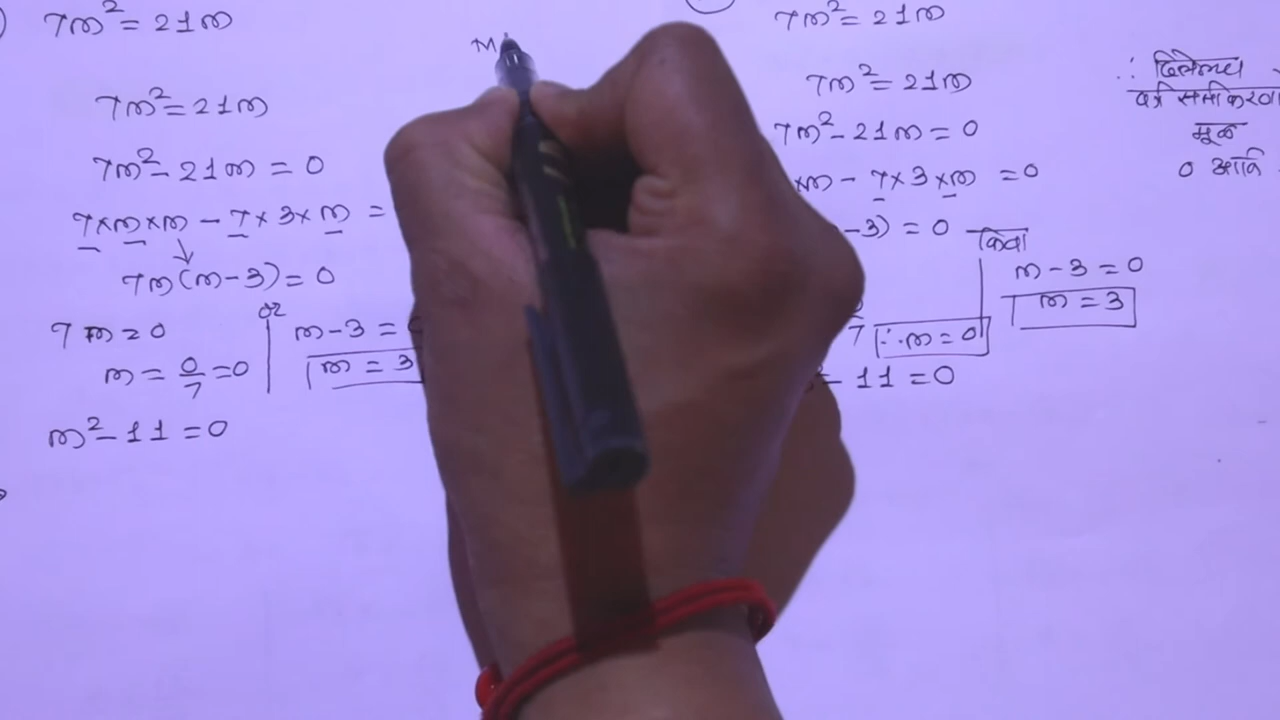 7m² = 21m
7m² = 21m
7m² - 21m = 0
7×m×m - 7×3×m =
7m(m-3) = 0
7m = 0 or m-3 =
m = 0/7 = 0 m = 3
m² - 11 = 0
M
7m² = 21m
7m² = 21m
7m² - 21m = 0
×m - 7×3×m = 0
-3) = 0
किंवा
m-3 = 0
m = 3
7 ∴ m = 0
- 11 = 0
∴ दिलेल्या
समीकरणा
मूळ
0 आणि